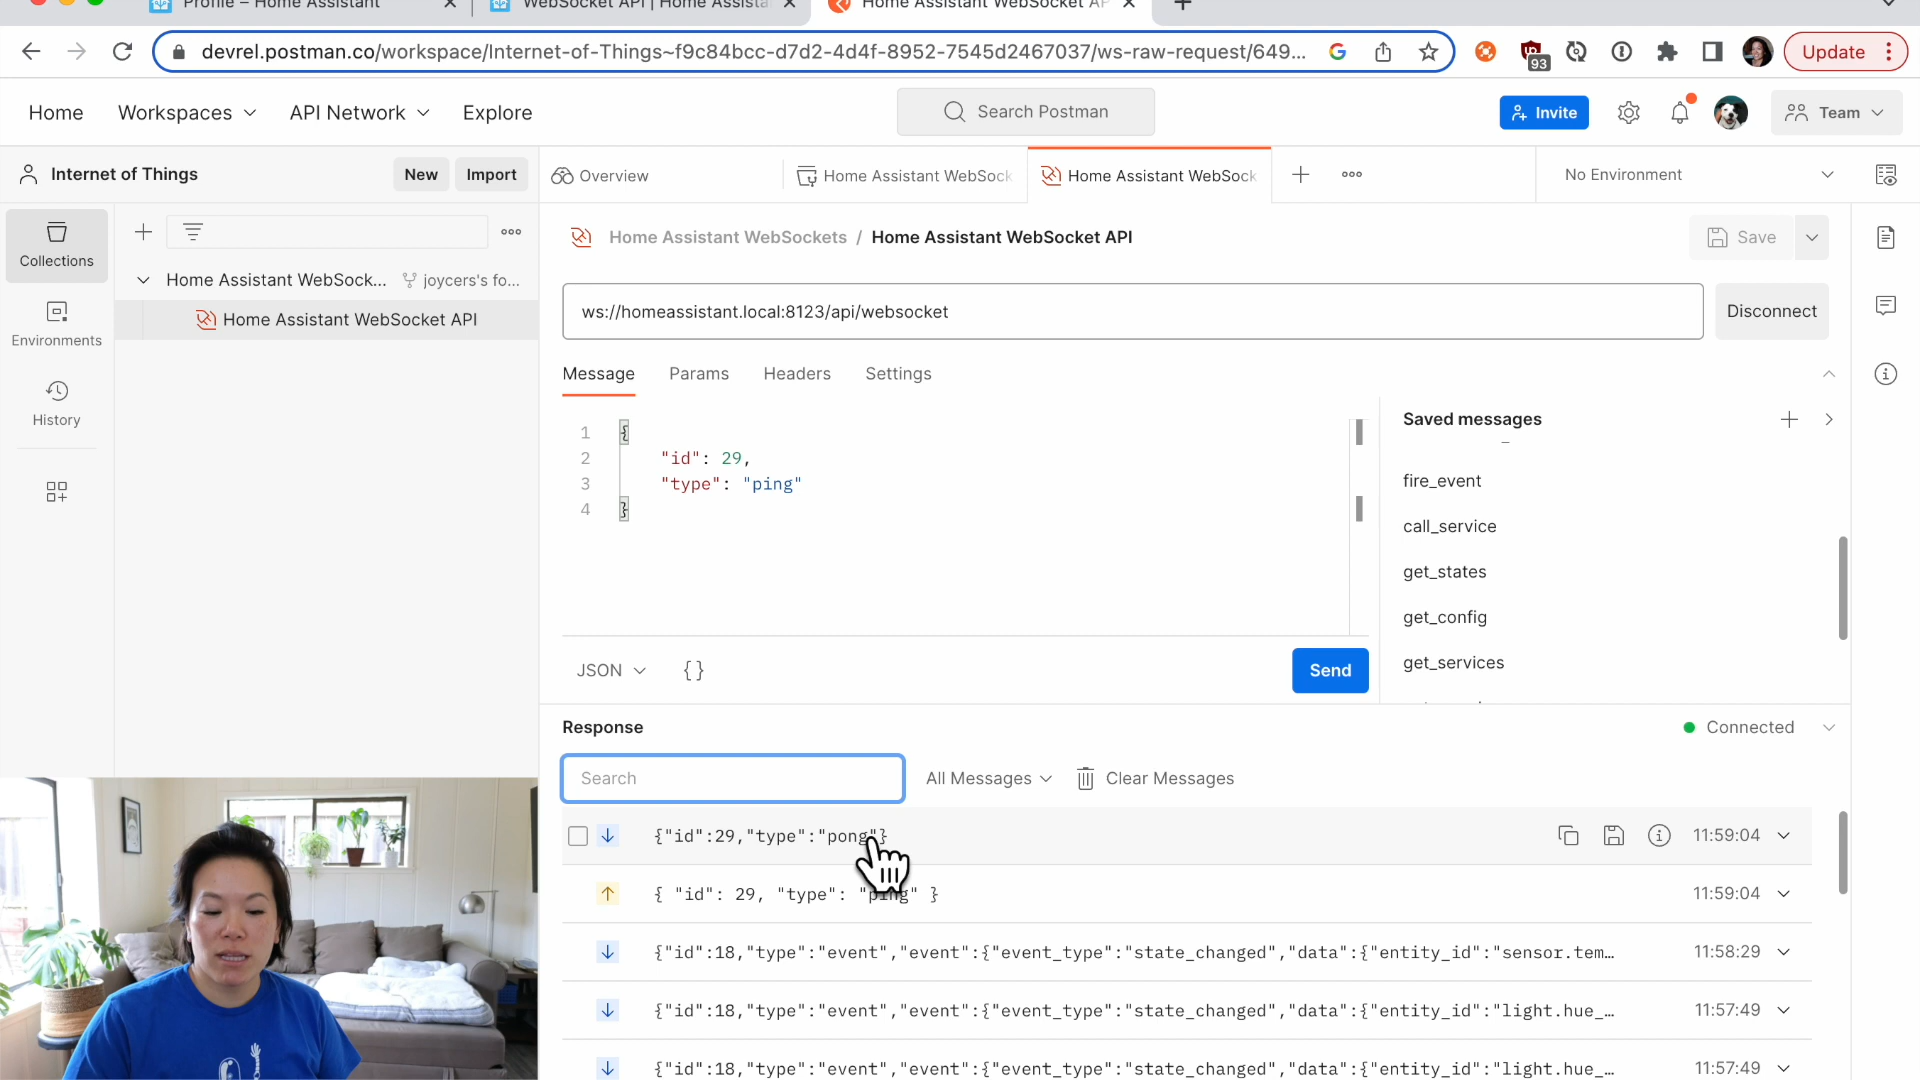 Profile – Home Assistant
WebSocket API | Home Assista
Home Assistant WebSocket AP
devrel.postman.co/workspace/Internet-of-Things~f9c84bcc-d7d2-4d4f-8952-7545d2467037/ws-raw-request/649...
93
Update
Home
Workspaces
API Network
Explore
Search Postman
Invite
Team
Internet of Things
New
Import
Overview
Home Assistant WebSock
Home Assistant WebSock
No Environment
Collections
Environments
History
Home Assistant WebSock...
joycers's fo...
Home Assistant WebSocket API
Home Assistant WebSockets / Home Assistant WebSocket API
Save
ws://homeassistant.local:8123/api/websocket
Disconnect
Message
Params
Headers
Settings
1 {
2 "id": 29,
3 "type": "ping"
4 }
JSON
{}
Send
Saved messages
fire_event
call_service
get_states
get_config
get_services
Response
Connected
Search
All Messages
Clear Messages
{"id":29,"type":"pong"} 11:59:04
{ "id": 29, "type": "ping" } 11:59:04
{"id":18,"type":"event","event":{"event_type":"state_changed","data":{"entity_id":"sensor.tem... 11:58:29
{"id":18,"type":"event","event":{"event_type":"state_changed","data":{"entity_id":"light.hue_... 11:57:49
{"id":18,"type":"event","event":{"event_type":"state_changed","data":{"entity_id":"light.hue_... 11:57:49